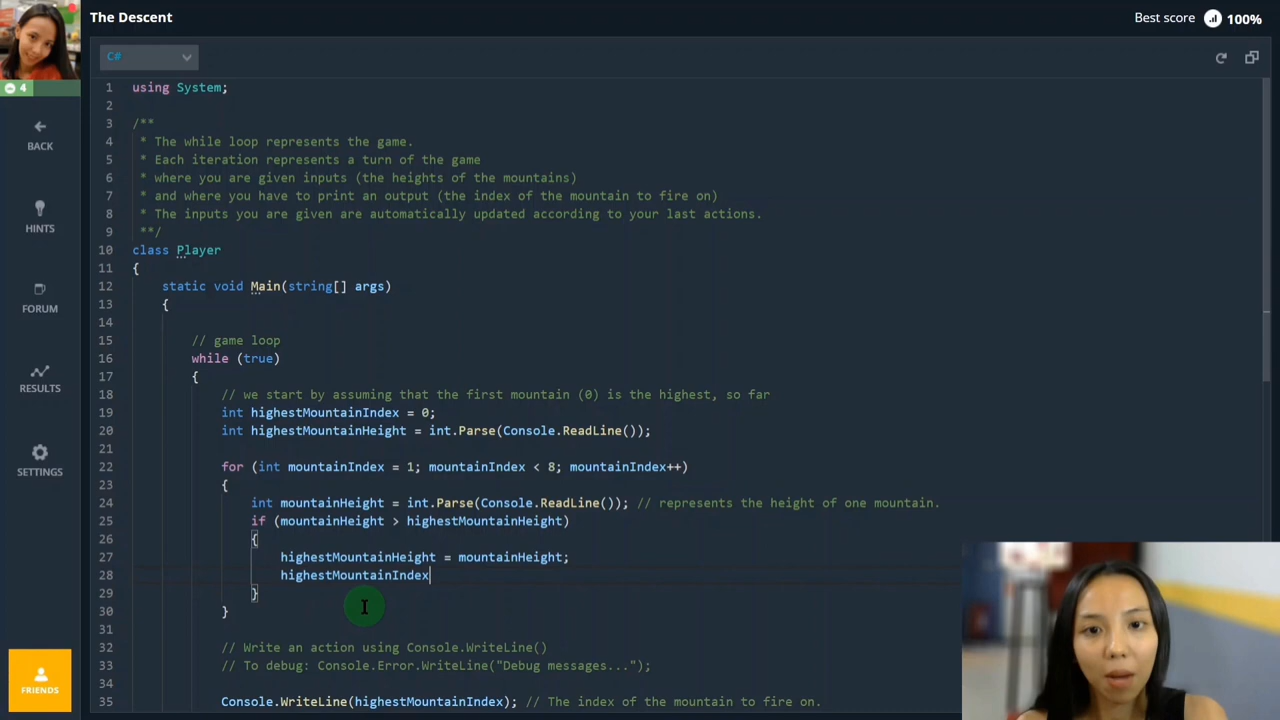 The Descent
Best score 100%
C#
4
BACK
HINTS
FORUM
RESULTS
SETTINGS
FRIENDS
1 using System;
2
3 /**
4 * The while loop represents the game.
5 * Each iteration represents a turn of the game
6 * where you are given inputs (the heights of the mountains)
7 * and where you have to print an output (the index of the mountain to fire on)
8 * The inputs you are given are automatically updated according to your last actions.
9 **/
10 class Player
11 {
12 static void Main(string[] args)
13 {
14
15 // game loop
16 while (true)
17 {
18 // we start by assuming that the first mountain (0) is the highest, so far
19 int highestMountainIndex = 0;
20 int highestMountainHeight = int.Parse(Console.ReadLine());
21
22 for (int mountainIndex = 1; mountainIndex < 8; mountainIndex++)
23 {
24 int mountainHeight = int.Parse(Console.ReadLine()); // represents the height of one mountain.
25 if (mountainHeight > highestMountainHeight)
26 {
27 highestMountainHeight = mountainHeight;
28 highestMountainIndex
29 }
30 }
31
32 // Write an action using Console.WriteLine()
33 // To debug: Console.Error.WriteLine("Debug messages...");
34
35 Console.WriteLine(highestMountainIndex); // The index of the mountain to fire on.